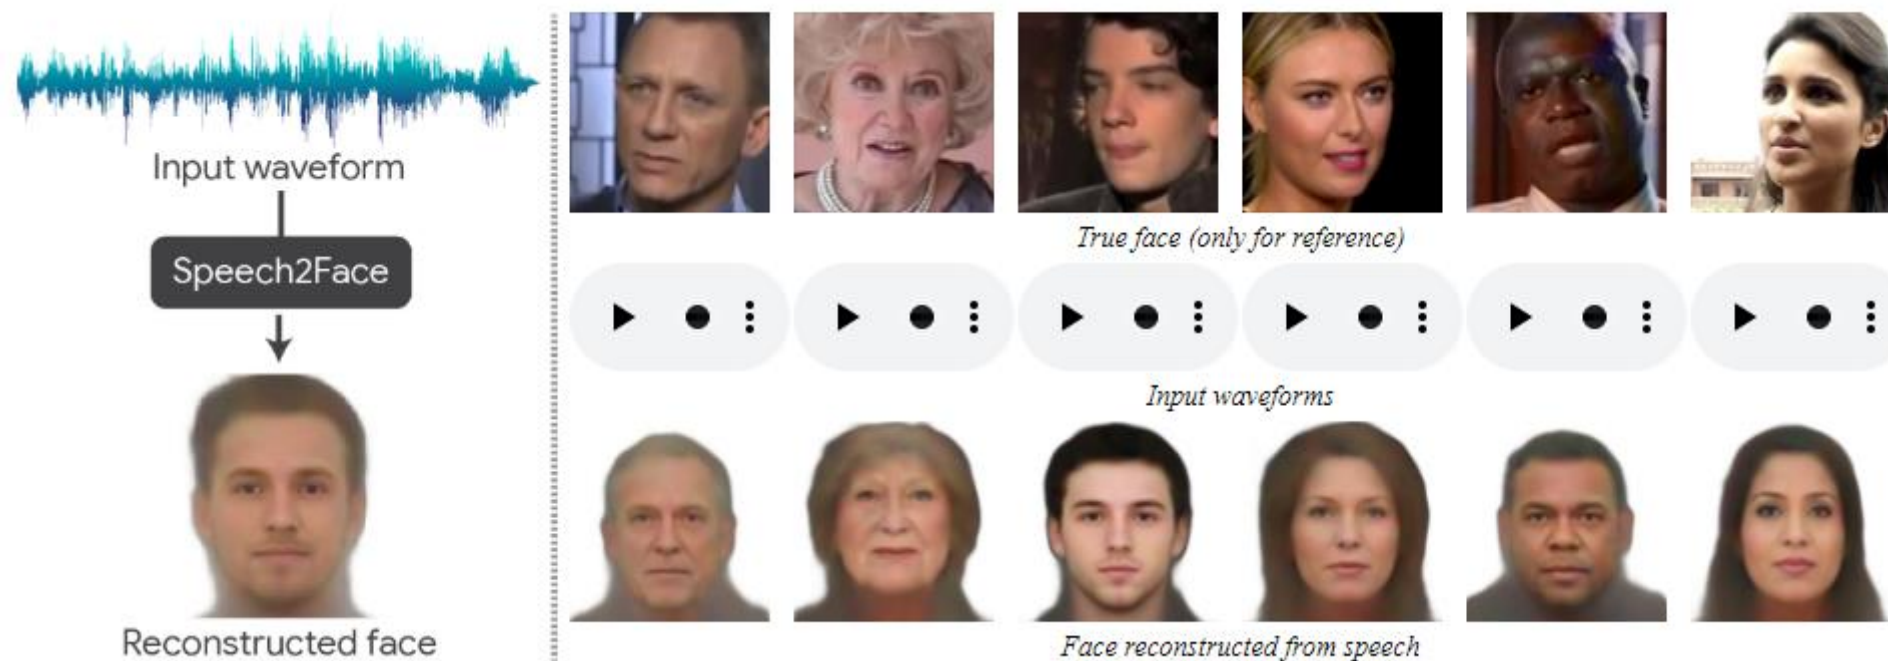 Input waveform
Speech2Face
Reconstructed face
True face (only for reference)
Input waveforms
Face reconstructed from speech